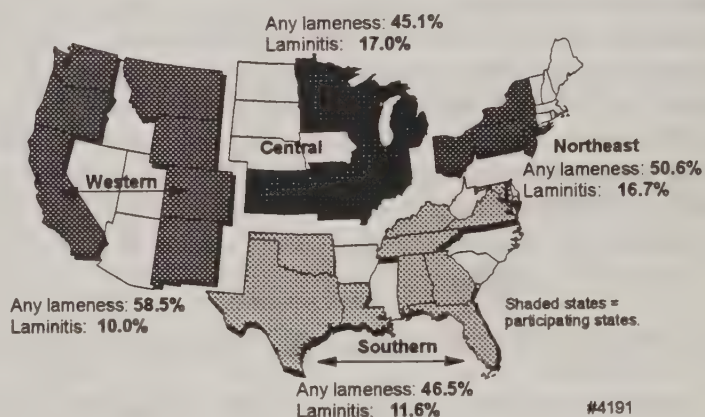 Any lameness: 45.1%
Laminitis: 17.0%
Central
Northeast
Any lameness: 50.6%
Laminitis: 16.7%
Western
Any lameness: 58.5%
Laminitis: 10.0%
Shaded states =
participating states.
Southern
Any lameness: 46.5%
Laminitis: 11.6%
#4191